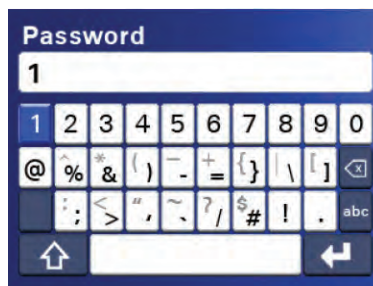 Password
1
1 2 3 4 5 6 7 8 9 0
@ ^ % * & ( ) - - + = { } | \ [ ]
: ; < > " , ~ ` ? / $ # ! . abc